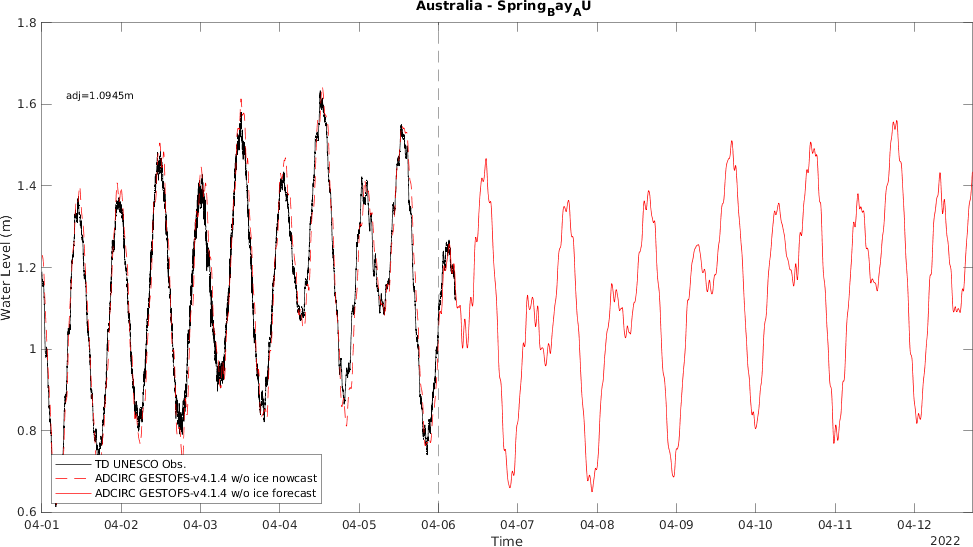 Australia - SpringBayAU
1.8
1.6
1.4
1.2
1
0.8
0.6
Water Level (m)
adj=1.0945m
TD UNESCO Obs.
ADCIRC GESTOFS-v4.1.4 w/o ice nowcast
ADCIRC GESTOFS-v4.1.4 w/o ice forecast
04-01 04-02 04-03 04-04 04-05 04-06 04-07 04-08 04-09 04-10 04-11 04-12
Time
2022